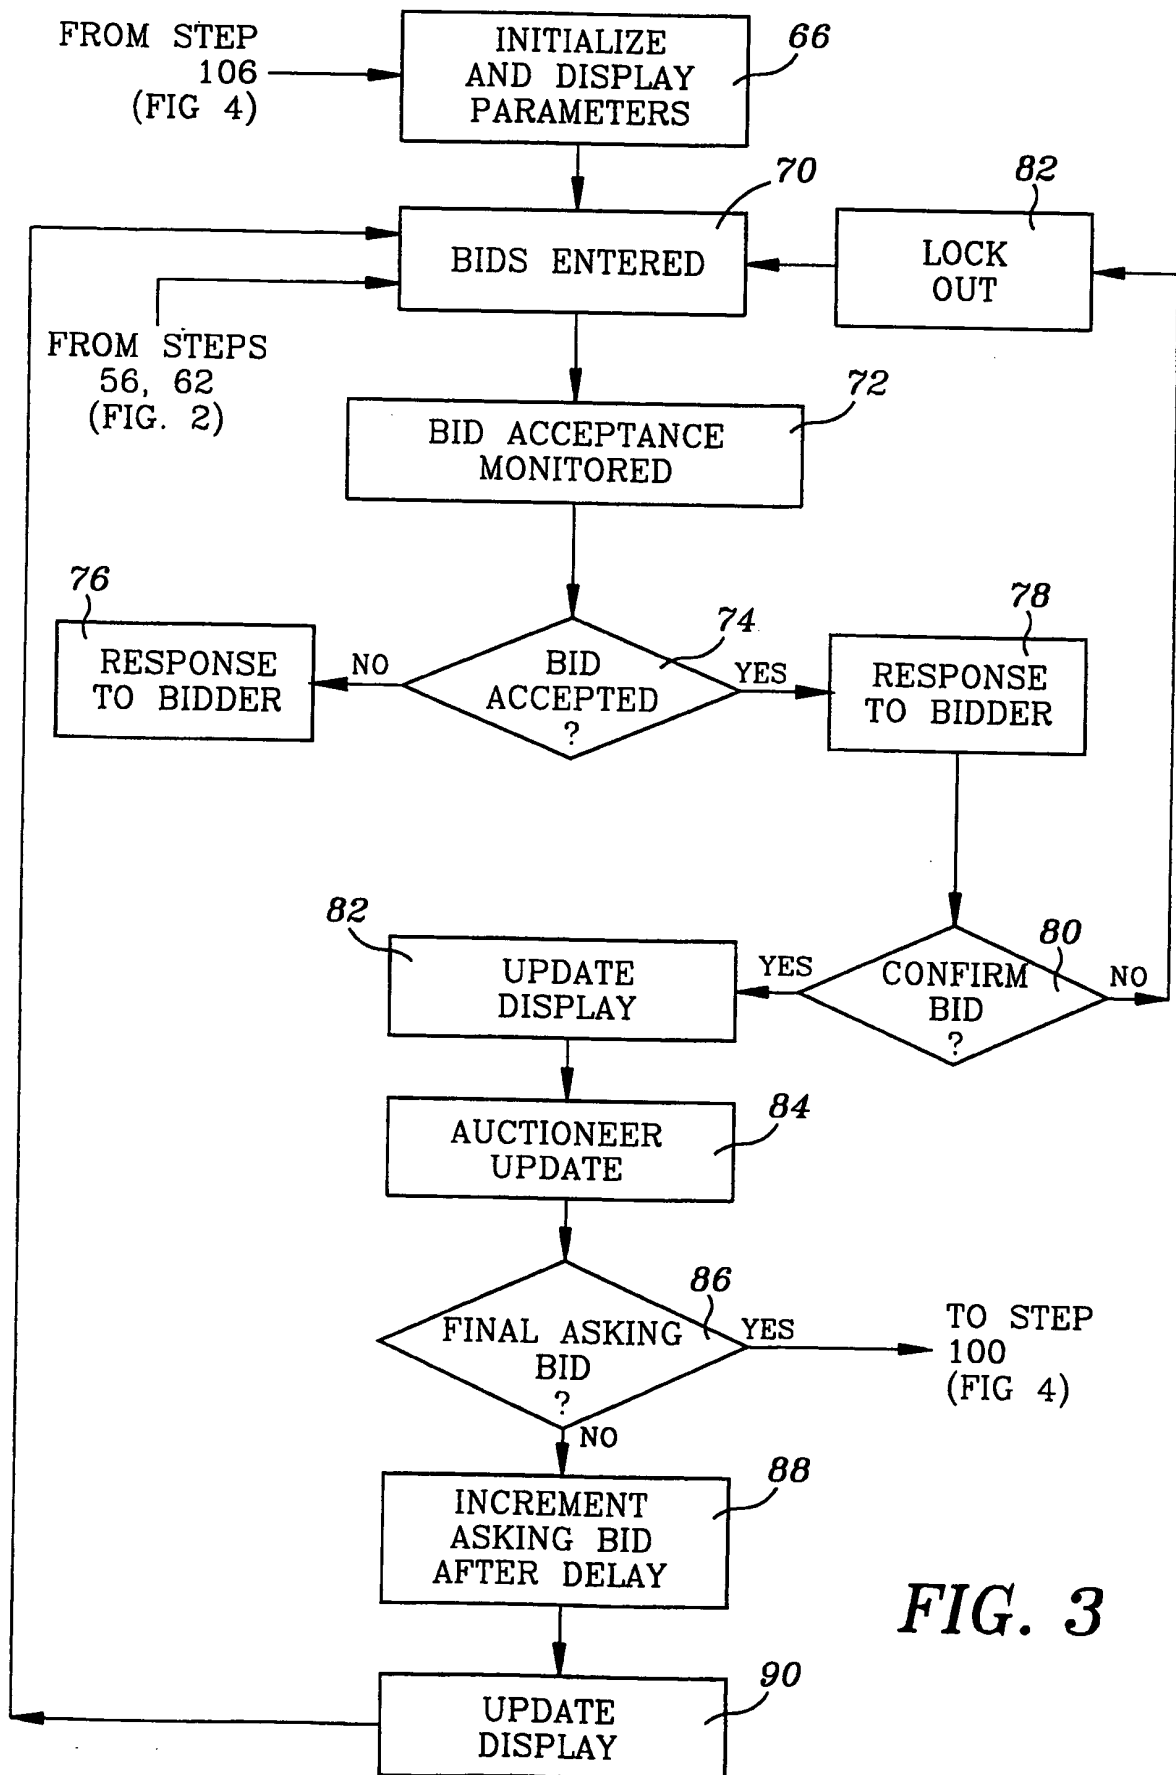 FROM STEP
106
(FIG 4)
INITIALIZE
AND DISPLAY
PARAMETERS
66
70
BIDS ENTERED
82
LOCK
OUT
FROM STEPS
56, 62
(FIG. 2)
72
BID ACCEPTANCE
MONITORED
76
RESPONSE
TO BIDDER
NO
74
BID
ACCEPTED
?
YES
78
RESPONSE
TO BIDDER
82
UPDATE
DISPLAY
YES
80
CONFIRM
BID
?
NO
84
AUCTIONEER
UPDATE
86
FINAL ASKING
BID
?
YES
TO STEP
100
(FIG 4)
NO
88
INCREMENT
ASKING BID
AFTER DELAY
90
UPDATE
DISPLAY
FIG. 3